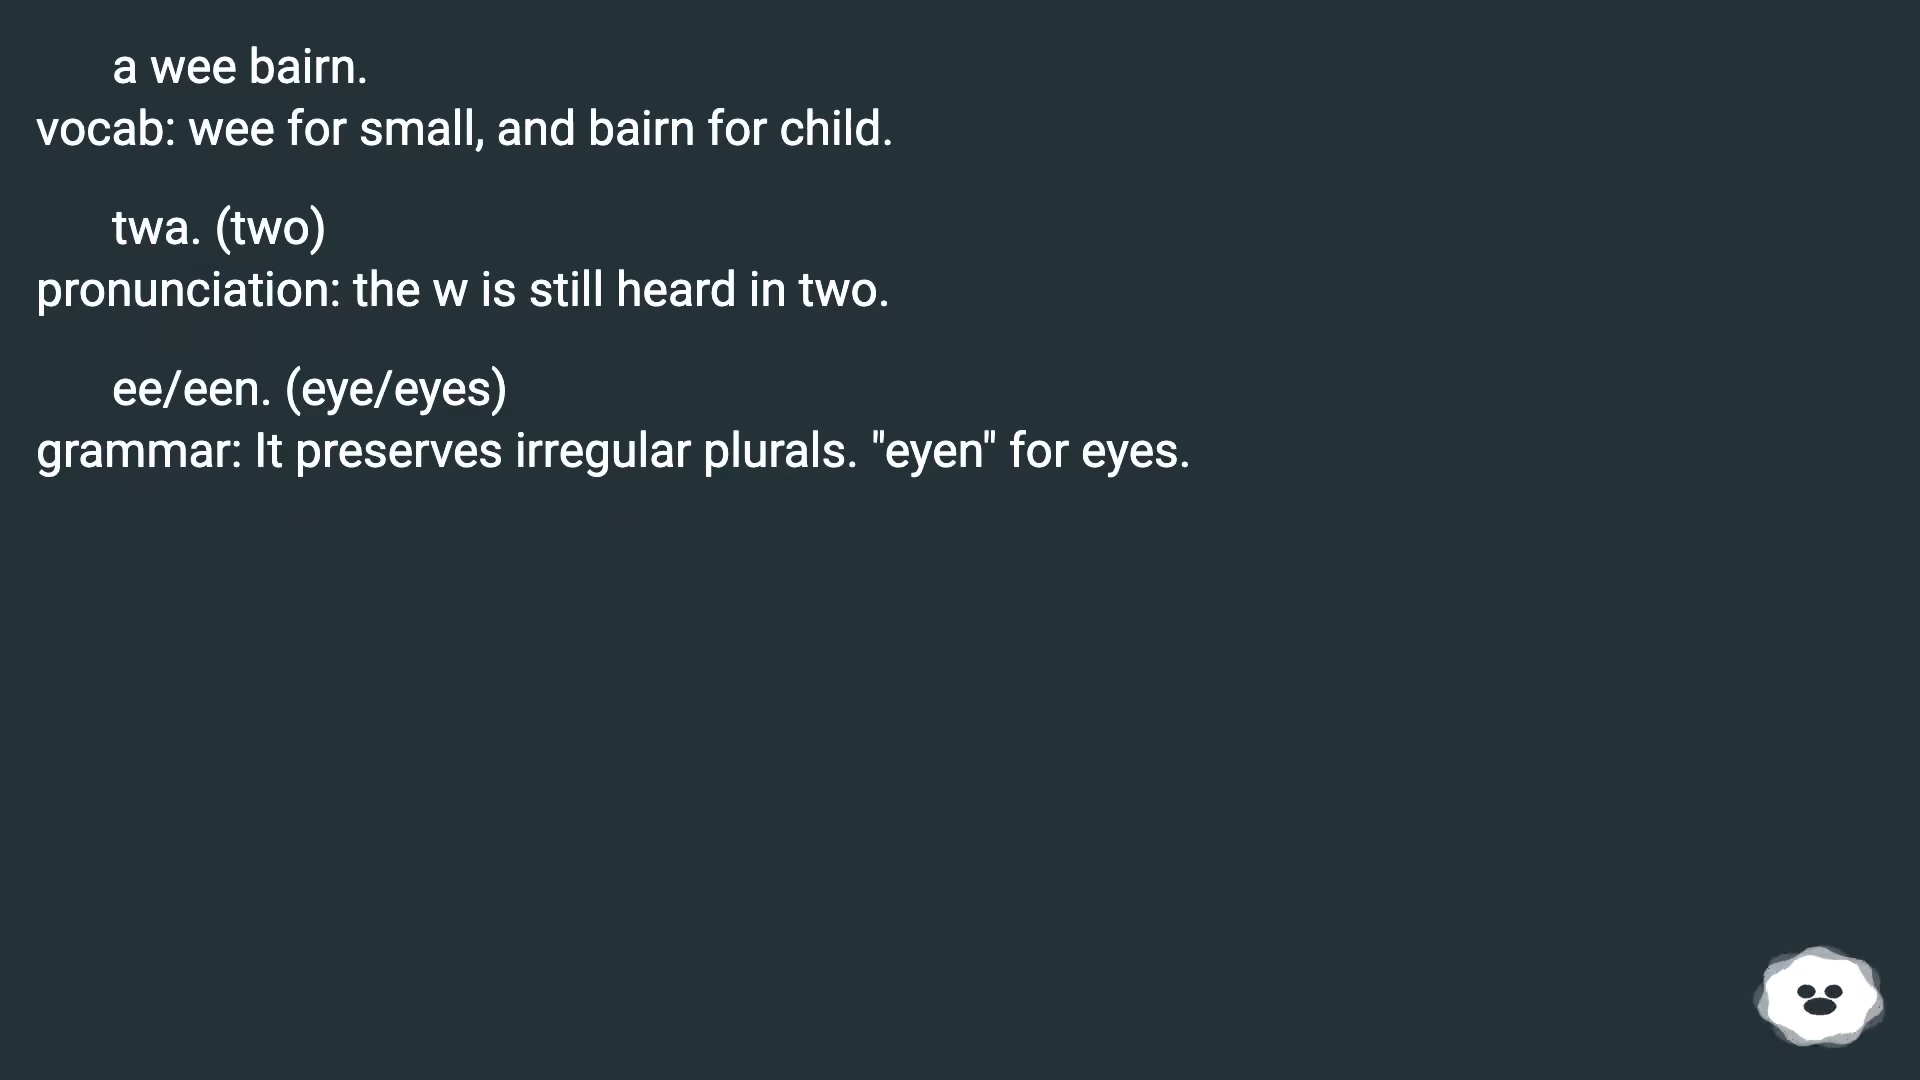 a wee bairn.
vocab: wee for small, and bairn for child.
twa. (two)
pronunciation: the w is still heard in two.
ee/een. (eye/eyes)
grammar: It preserves irregular plurals. "eyen" for eyes.